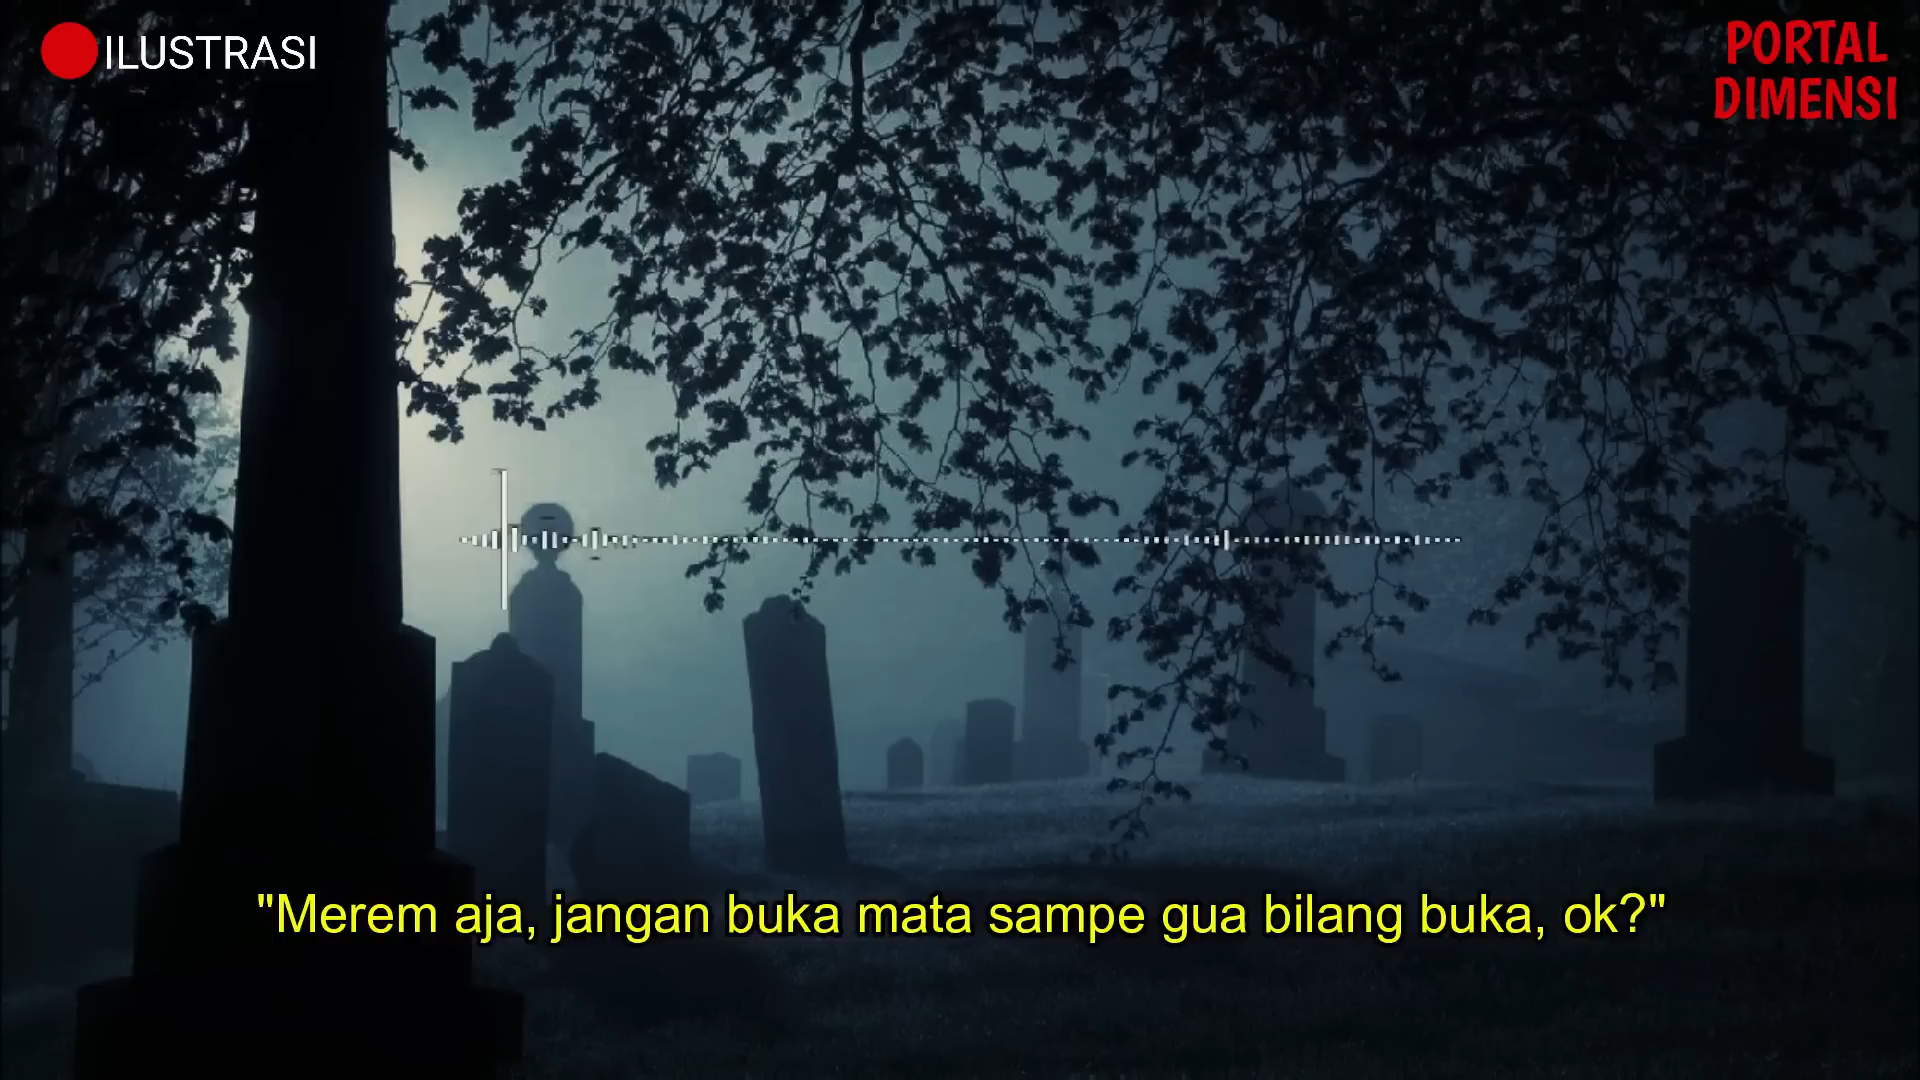 ILUSTRASI
PORTAL
DIMENSI
"Merem aja, jangan buka mata sampe gua bilang buka, ok?"